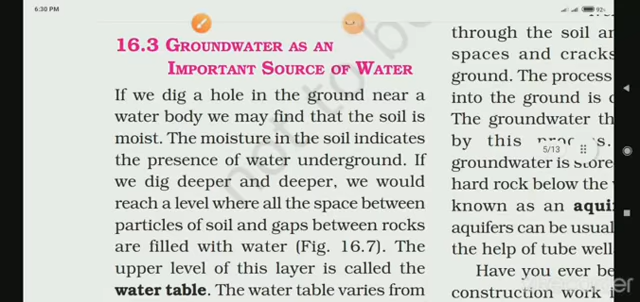 6:30 PM
92%
16.3 GROUNDWATER AS AN
IMPORTANT SOURCE OF WATER
If we dig a hole in the ground near a
water body we may find that the soil is
moist. The moisture in the soil indicates
the presence of water underground. If
we dig deeper and deeper, we would
reach a level where all the space between
particles of soil and gaps between rocks
are filled with water (Fig. 16.7). The
upper level of this layer is called the
water table. The water table varies from
through the soil an
spaces and cracks
ground. The process
into the ground is
The groundwater th
by this
5/13
groundwater is store
hard rock below the
known as an aqui
aquifers can be usual
the help of tube well
Have you ever be
construction work i
not to b